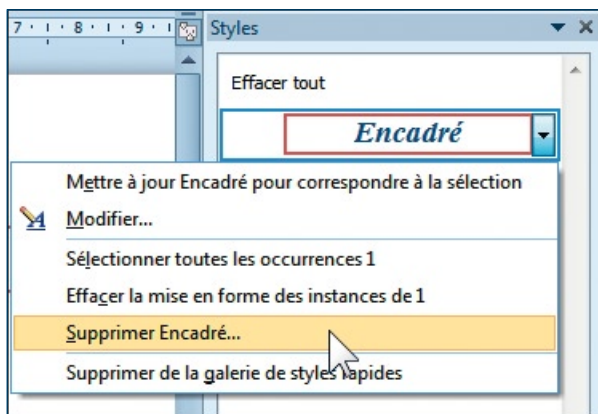 7 · ı · 8 · ı · 9 · ı
Styles
Effacer tout
Encadré
Mettre à jour Encadré pour correspondre à la sélection
Modifier...
Sélectionner toutes les occurrences 1
Effacer la mise en forme des instances de 1
Supprimer Encadré...
Supprimer de la galerie de styles rapides